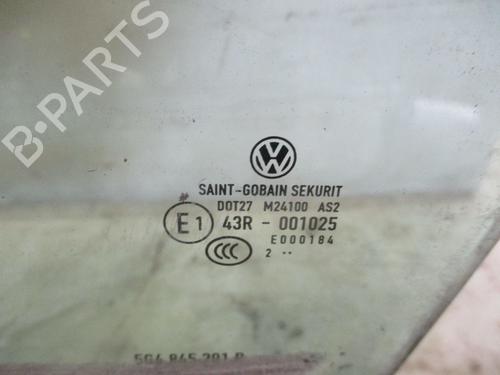 B-PARTS
SAINT-GOBAIN SEKURIT
DOT27 M24100 AS2
E1 43R - 001025
E000184
CCC
2 ••